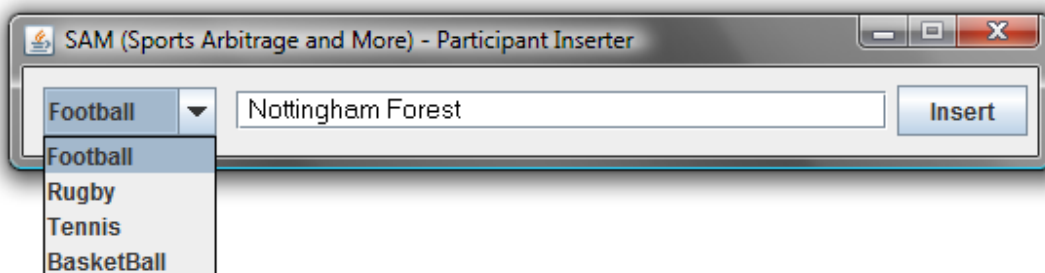 SAM (Sports Arbitrage and More) - Participant Inserter
Football Nottingham Forest Insert
Football
Rugby
Tennis
BasketBall